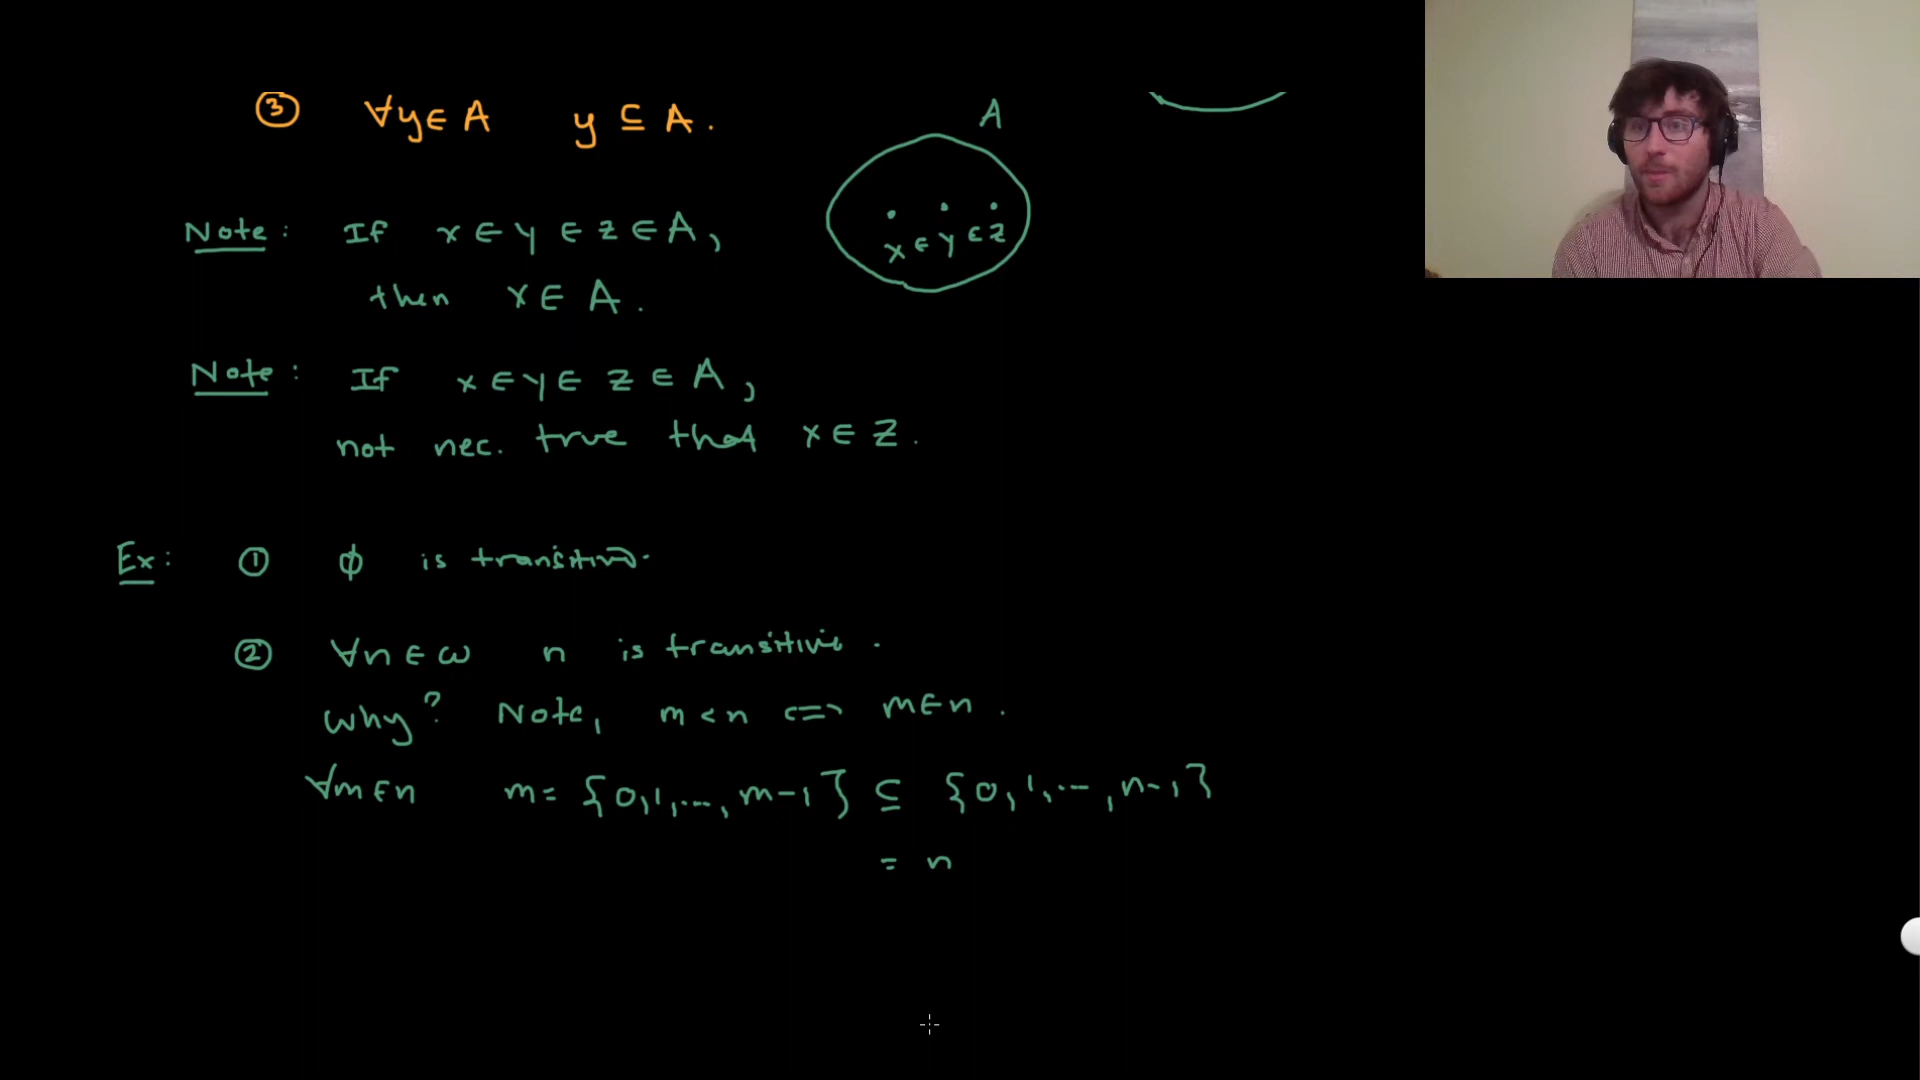 ③ ∀y∈A y ⊆ A.
A
x ∈ y ∈ z
Note: If x ∈ y ∈ z ∈ A,
then x ∈ A.
Note: If x ∈ y ∈ z ∈ A,
not nec. true that x ∈ z.
Ex: ① ϕ is transitive.
② ∀n∈ω n is transitive.
Why? Note, m < n <=> m∈n.
∀m∈n m = {0,1,...,m-1} ⊆ {0,1,...,n-1}
= n